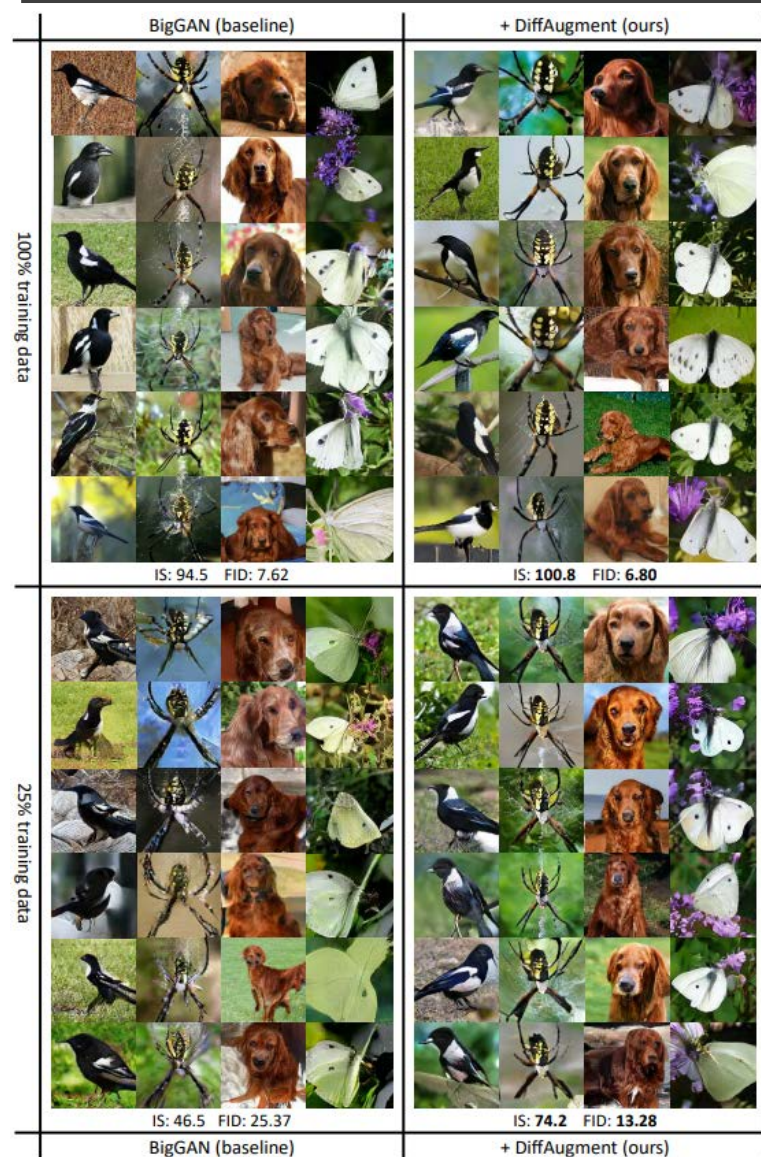 BigGAN (baseline)
+ DiffAugment (ours)
100% training data
IS: 94.5 FID: 7.62
IS: 100.8 FID: 6.80
25% training data
IS: 46.5 FID: 25.37
IS: 74.2 FID: 13.28
BigGAN (baseline)
+ DiffAugment (ours)